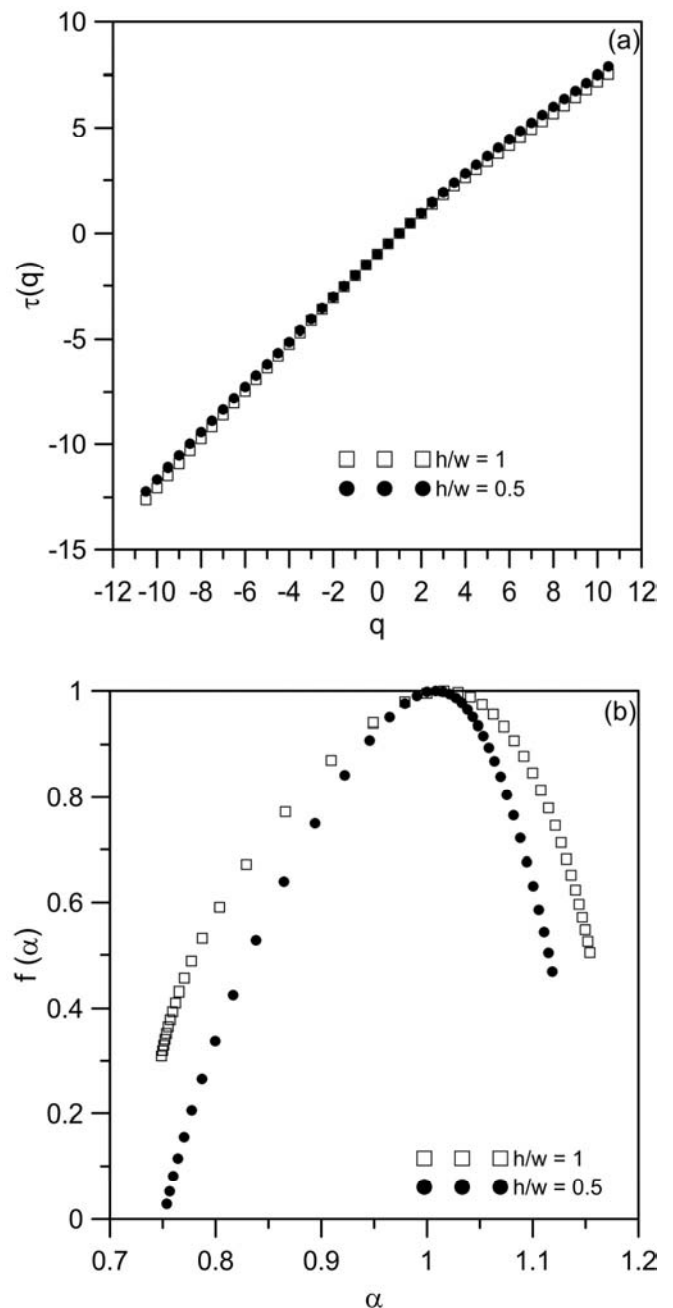 10
(a)
5
0
τ(q)
-5
-10
h/w = 1
h/w = 0.5
-15
-12 -10 -8 -6 -4 -2 0 2 4 6 8 10 12
q
1
(b)
0.8
0.6
f (α)
0.4
0.2
h/w = 1
h/w = 0.5
0
0.7 0.8 0.9 1 1.1 1.2
α